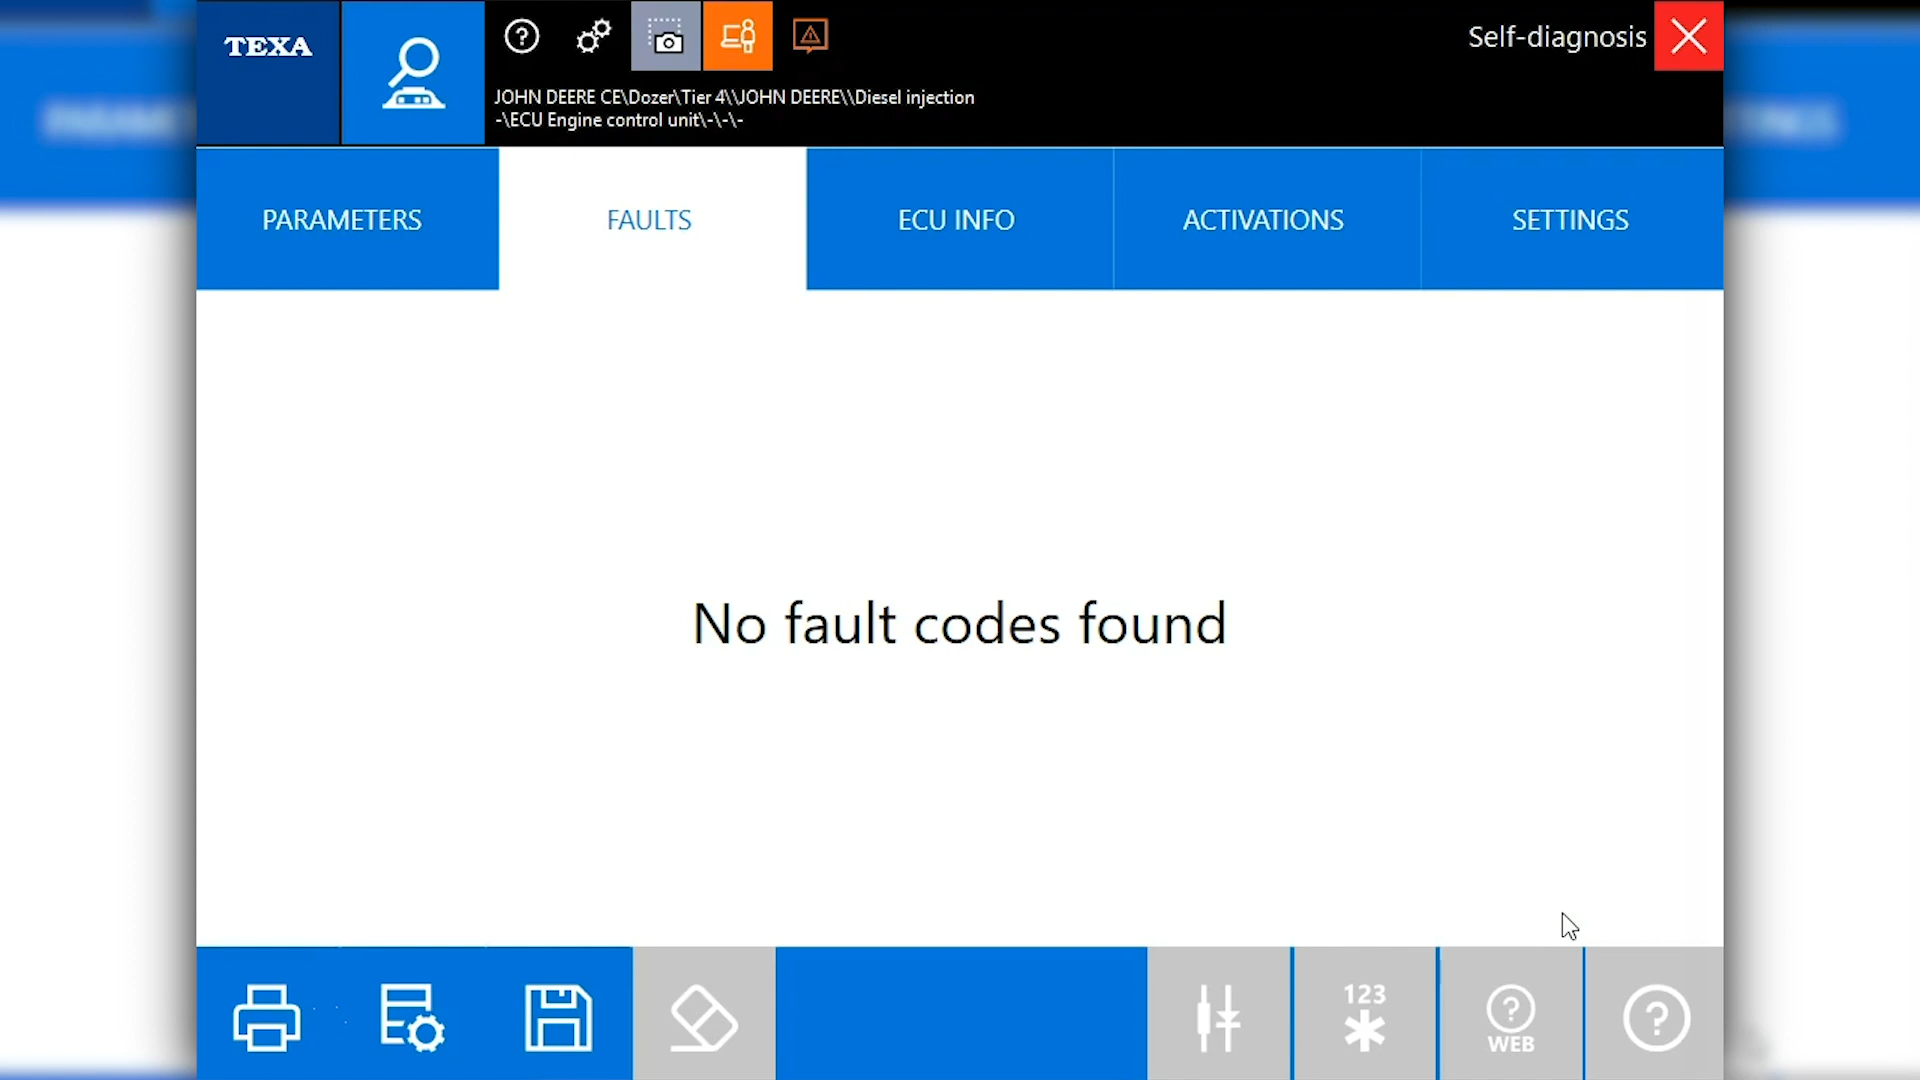 TEXA
Self-diagnosis
JOHN DEERE CE\Dozer\Tier 4\\JOHN DEERE\\Diesel injection
-\ECU Engine control unit\-\-\-
PARAMETERS
FAULTS
ECU INFO
ACTIVATIONS
SETTINGS
No fault codes found
123
WEB